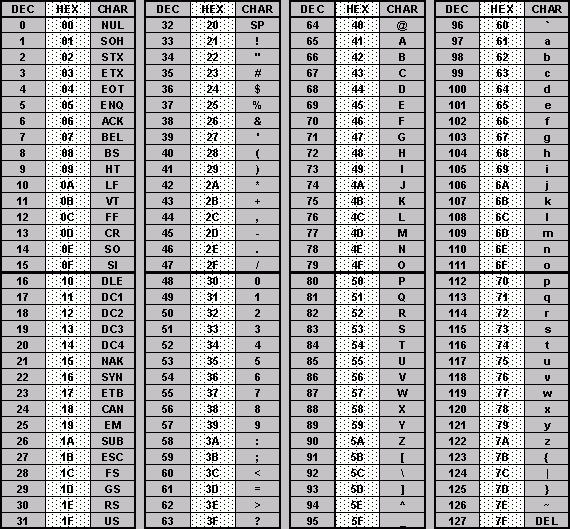 DEC HEX CHAR DEC HEX CHAR DEC HEX CHAR DEC HEX CHAR
0 00 NUL 32 20 SP 64 40 @ 96 60 `
1 01 SOH 33 21 ! 65 41 A 97 61 a
2 02 STX 34 22 " 66 42 B 98 62 b
3 03 ETX 35 23 # 67 43 C 99 63 c
4 04 EOT 36 24 $ 68 44 D 100 64 d
5 05 ENQ 37 25 % 69 45 E 101 65 e
6 06 ACK 38 26 & 70 46 F 102 66 f
7 07 BEL 39 27 ' 71 47 G 103 67 g
8 08 BS 40 28 ( 72 48 H 104 68 h
9 09 HT 41 29 ) 73 49 I 105 69 i
10 0A LF 42 2A * 74 4A J 106 6A j
11 0B VT 43 2B + 75 4B K 107 6B k
12 0C FF 44 2C , 76 4C L 108 6C l
13 0D CR 45 2D - 77 4D M 109 6D m
14 0E SO 46 2E . 78 4E N 110 6E n
15 0F SI 47 2F / 79 4F O 111 6F o
16 10 DLE 48 30 0 80 50 P 112 70 p
17 11 DC1 49 31 1 81 51 Q 113 71 q
18 12 DC2 50 32 2 82 52 R 114 72 r
19 13 DC3 51 33 3 83 53 S 115 73 s
20 14 DC4 52 34 4 84 54 T 116 74 t
21 15 NAK 53 35 5 85 55 U 117 75 u
22 16 SYN 54 36 6 86 56 V 118 76 v
23 17 ETB 55 37 7 87 57 W 119 77 w
24 18 CAN 56 38 8 88 58 X 120 78 x
25 19 EM 57 39 9 89 59 Y 121 79 y
26 1A SUB 58 3A : 90 5A Z 122 7A z
27 1B ESC 59 3B ; 91 5B [ 123 7B {
28 1C FS 60 3C < 92 5C \ 124 7C |
29 1D GS 61 3D = 93 5D ] 125 7D }
30 1E RS 62 3E > 94 5E ^ 126 7E ~
31 1F US 63 3F ? 95 5F _ 127 7F DEL